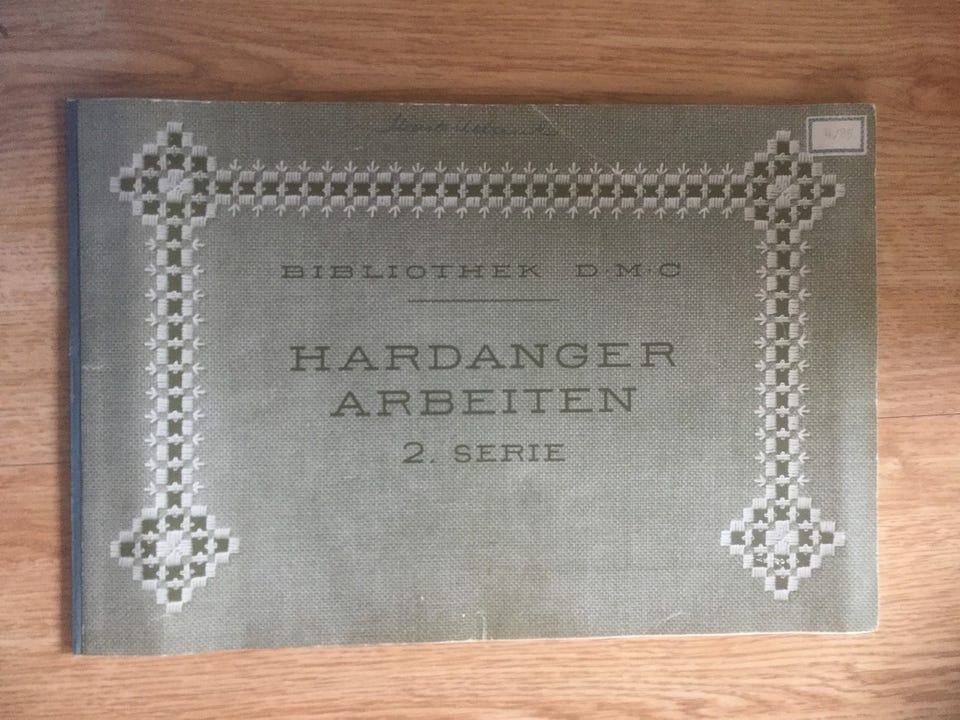 BIBLIOTHEK D·M·C
HARDANGER
ARBEITEN
2. SERIE